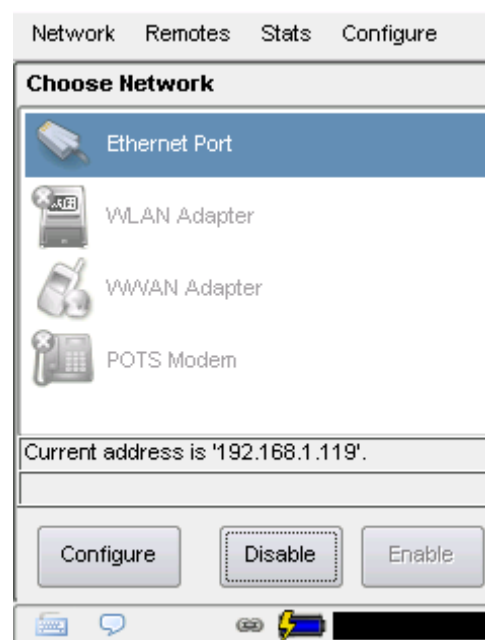 Network Remotes Stats Configure
Choose Network
Ethernet Port
WLAN Adapter
WWAN Adapter
POTS Modem
Current address is '192.168.1.119'.
Configure Disable Enable